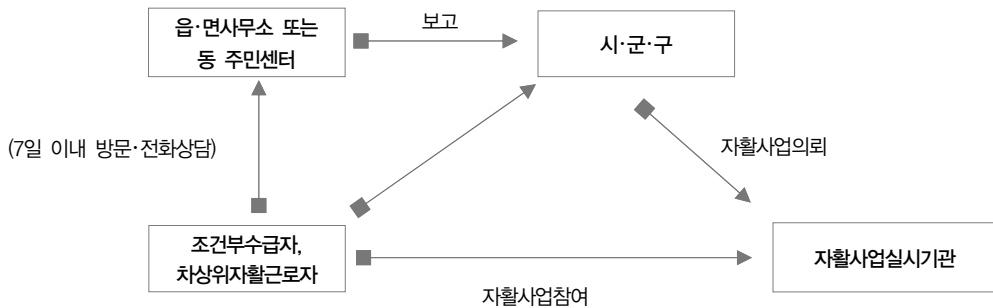 보고
읍·면사무소 또는
동 주민센터
시·군·구
(7일 이내 방문·전화상담)
자활사업의뢰
조건부수급자,
차상위자활근로자
자활사업실시기관
자활사업참여